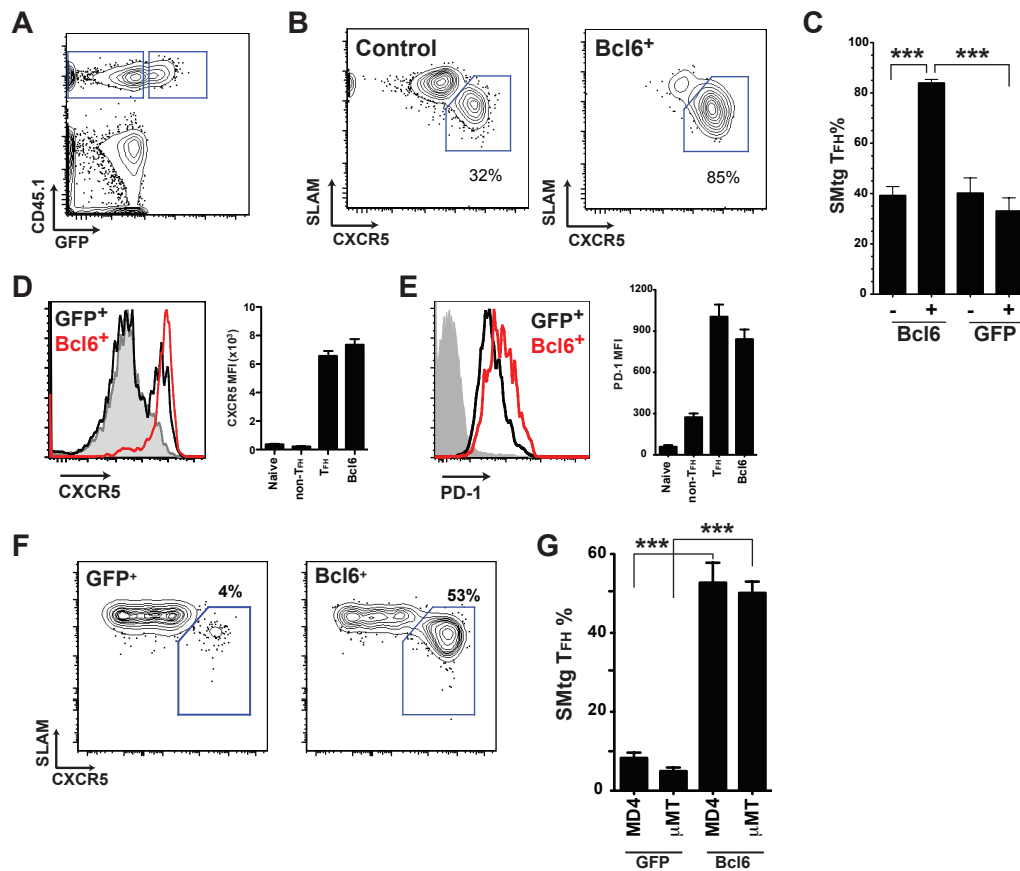 A
CD45.1
GFP
B
Control
32%
SLAM
CXCR5
Bcl6+
85%
SLAM
CXCR5
C
*** ***
SMtg TFH%
100
80
60
40
20
0
- + - +
Bcl6 GFP
D
GFP+
Bcl6+
CXCR5
CXCR5 MFI (x10³)
10
8
6
4
2
0
Naive
non-TFH
TFH
Bcl6
E
GFP+
Bcl6+
PD-1
PD-1 MFI
1200
900
600
300
0
Naive
non-TFH
TFH
Bcl6
F
GFP+
4%
SLAM
CXCR5
Bcl6+
53%
G
*** ***
SMtg TFH %
60
40
20
0
MD4
µMT
MD4
µMT
GFP Bcl6